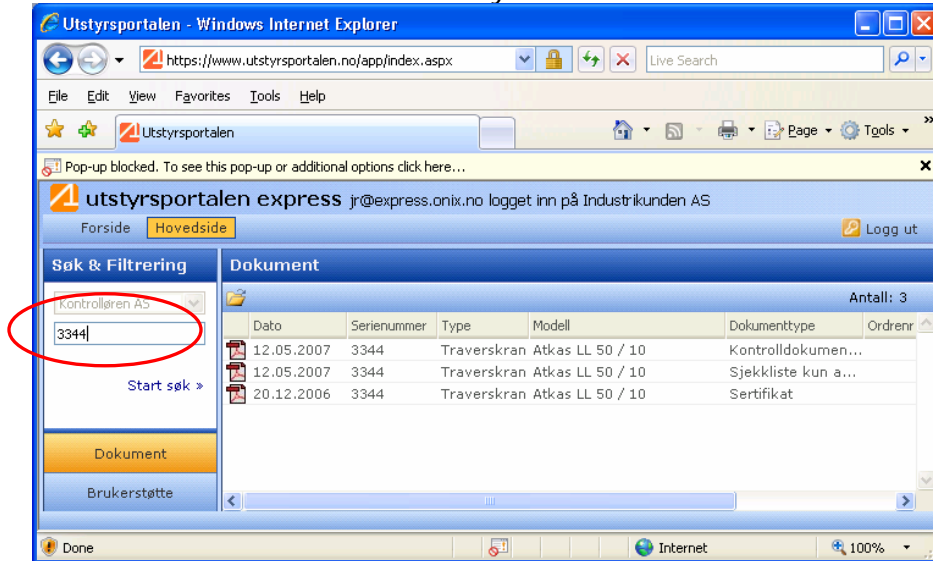 Utstyrsportalen - Windows Internet Explorer
https://www.utstyrsportalen.no/app/index.aspx Live Search
File Edit View Favorites Tools Help
Utstyrsportalen Page Tools »
Pop-up blocked. To see this pop-up or additional options click here...
utstyrsportalen express jr@express.onix.no logget inn på Industrikunden AS
Forside Hovedside Logg ut
Søk & Filtrering Dokument
Kontrolløren AS Antall: 3
3344
Dato Serienummer Type Modell Dokumenttype Ordrenr
12.05.2007 3344 Traverskran Atkas LL 50 / 10 Kontrolldokumen...
12.05.2007 3344 Traverskran Atkas LL 50 / 10 Sjekkliste kun a...
Start søk »
20.12.2006 3344 Traverskran Atkas LL 50 / 10 Sertifikat
Dokument
Brukerstøtte
Done Internet 100%